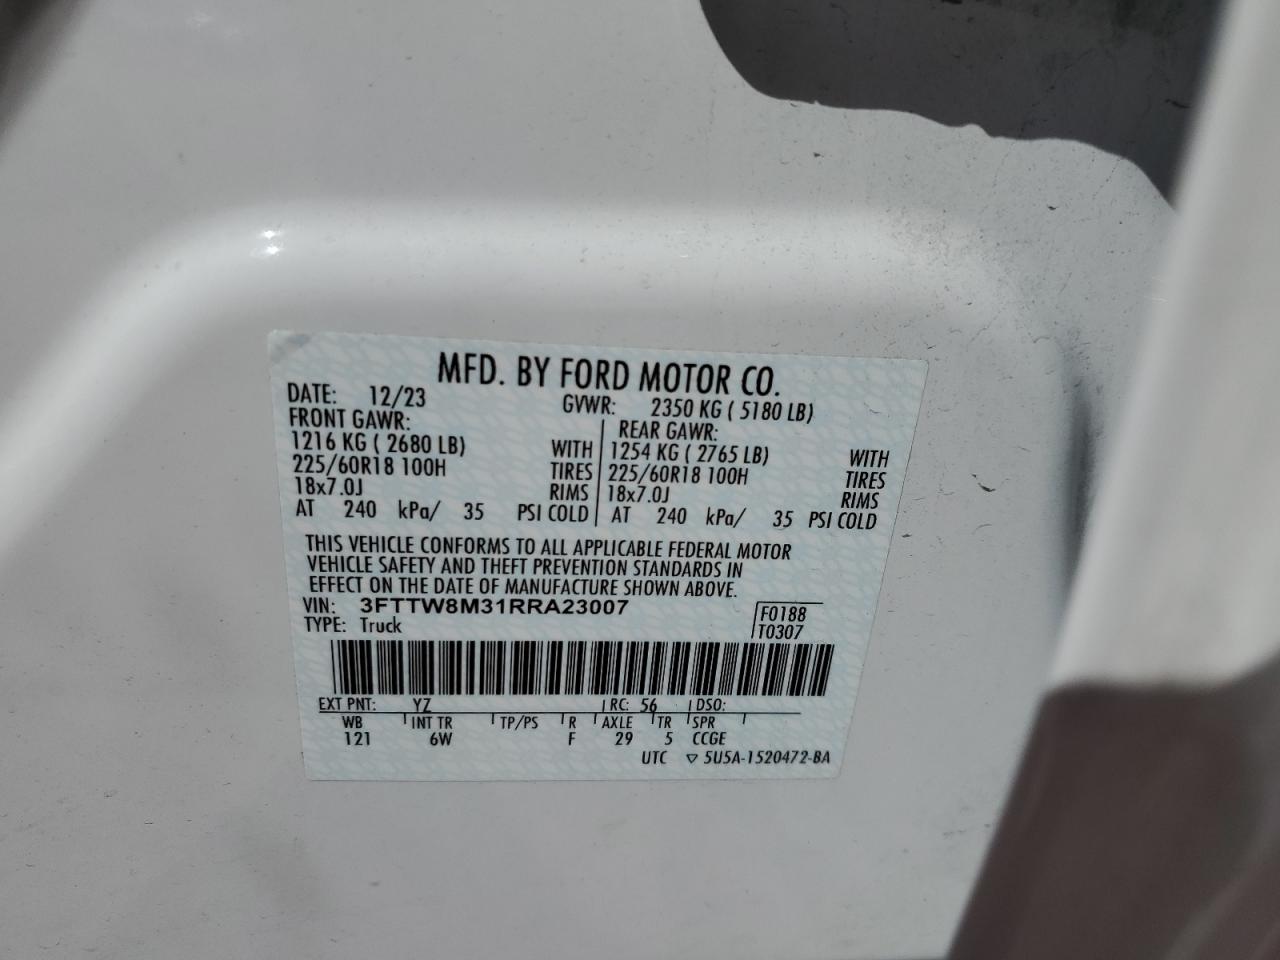 MFD. BY FORD MOTOR CO.
DATE: 12/23 GVWR: 2350 KG ( 5180 LB)
FRONT GAWR: REAR GAWR:
1216 KG ( 2680 LB) WITH 1254 KG ( 2765 LB) WITH
225/60R18 100H TIRES 225/60R18 100H TIRES
18x7.0J RIMS 18x7.0J RIMS
AT 240 kPa/ 35 PSI COLD AT 240 kPa/ 35 PSI COLD
THIS VEHICLE CONFORMS TO ALL APPLICABLE FEDERAL MOTOR
VEHICLE SAFETY AND THEFT PREVENTION STANDARDS IN
EFFECT ON THE DATE OF MANUFACTURE SHOWN ABOVE.
VIN: 3FTTW8M31RRA23007 F0188
TYPE: Truck T0307
EXT PNT: YZ RC: 56 DSO:
WB INT TR TP/PS R AXLE TR SPR
121 6W F 29 5 CCGE
UTC ▽ 5U5A-1520472-BA